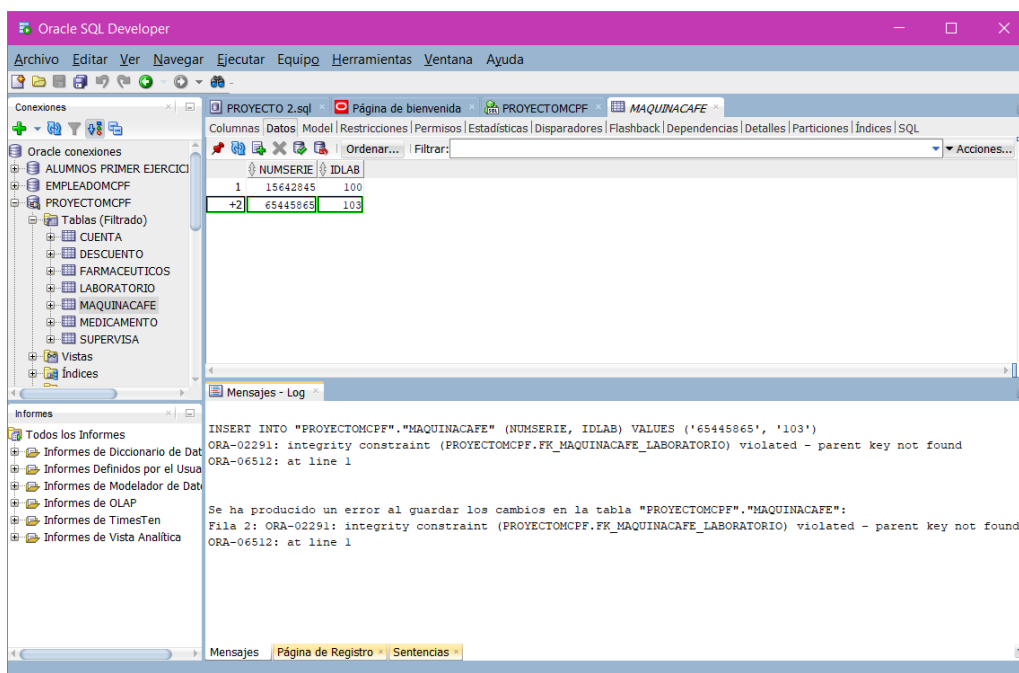 Oracle SQL Developer
Archivo Editar Ver Navegar Ejecutar Equipo Herramientas Ventana Ayuda
Conexiones
Oracle conexiones
ALUMNOS PRIMER EJERCICI
EMPLEADOMCPF
PROYECTOMCPF
Tablas (Filtrado)
CUENTA
DESCUENTO
FARMACEUTICOS
LABORATORIO
MAQUINACAFE
MEDICAMENTO
SUPERVISA
Vistas
Índices
Informes
Todos los Informes
Informes de Diccionario de Dat
Informes Definidos por el Usua
Informes de Modelador de Dat
Informes de OLAP
Informes de TimesTen
Informes de Vista Analítica
PROYECTO 2.sql Página de bienvenida PROYECTOMCPF MAQUINACAFE
Columnas Datos Model Restricciones Permisos Estadísticas Disparadores Flashback Dependencias Detalles Particiones Índices SQL
Ordenar... Filtrar: Acciones...
NUMSERIE IDLAB
1 15642845 100
+2 65445865 103
Mensajes - Log
INSERT INTO "PROYECTOMCPF"."MAQUINACAFE" (NUMSERIE, IDLAB) VALUES ('65445865', '103')
ORA-02291: integrity constraint (PROYECTOMCPF.FK_MAQUINACAFE_LABORATORIO) violated - parent key not found
ORA-06512: at line 1
Se ha producido un error al guardar los cambios en la tabla "PROYECTOMCPF"."MAQUINACAFE":
Fila 2: ORA-02291: integrity constraint (PROYECTOMCPF.FK_MAQUINACAFE_LABORATORIO) violated - parent key not found
ORA-06512: at line 1
Mensajes Página de Registro Sentencias